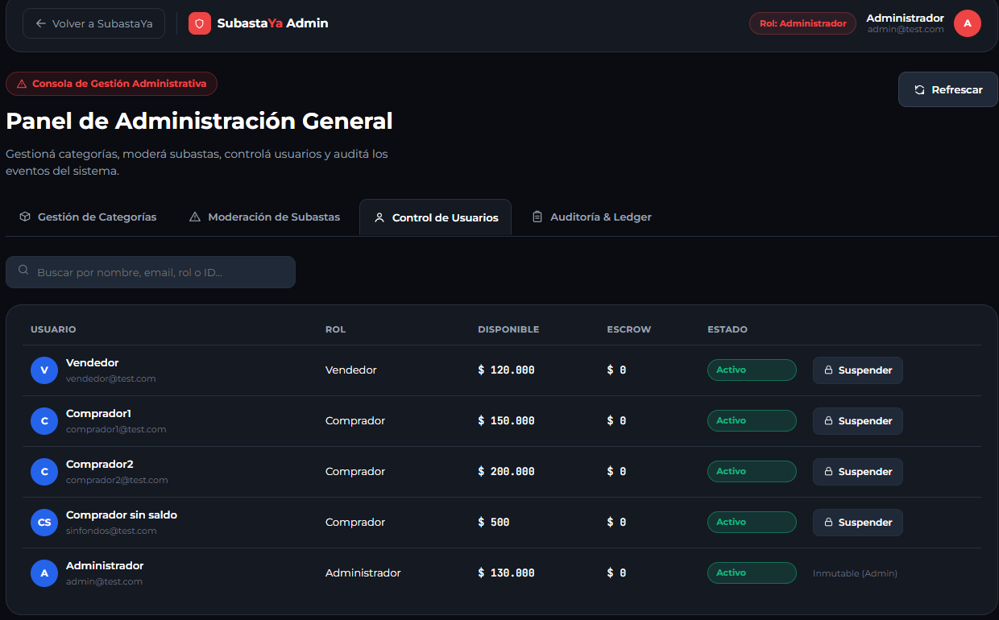 Volver a SubastaYa
SubastaYa Admin
Rol: Administrador
Administrador
admin@test.com
A
Consola de Gestión Administrativa
Refrescar
Panel de Administración General
Gestioná categorías, moderá subastas, controlá usuarios y auditá los
eventos del sistema.
Gestión de Categorías
Moderación de Subastas
Control de Usuarios
Auditoría & Ledger
Buscar por nombre, email, rol o ID...
USUARIO ROL DISPONIBLE ESCROW ESTADO
V Vendedor
vendedor@test.com
Vendedor $ 120.000 $ 0 Activo Suspender
C Comprador1
comprador1@test.com
Comprador $ 150.000 $ 0 Activo Suspender
C Comprador2
comprador2@test.com
Comprador $ 200.000 $ 0 Activo Suspender
CS Comprador sin saldo
sinfondos@test.com
Comprador $ 500 $ 0 Activo Suspender
A Administrador
admin@test.com
Administrador $ 130.000 $ 0 Activo Inmutable (Admin)